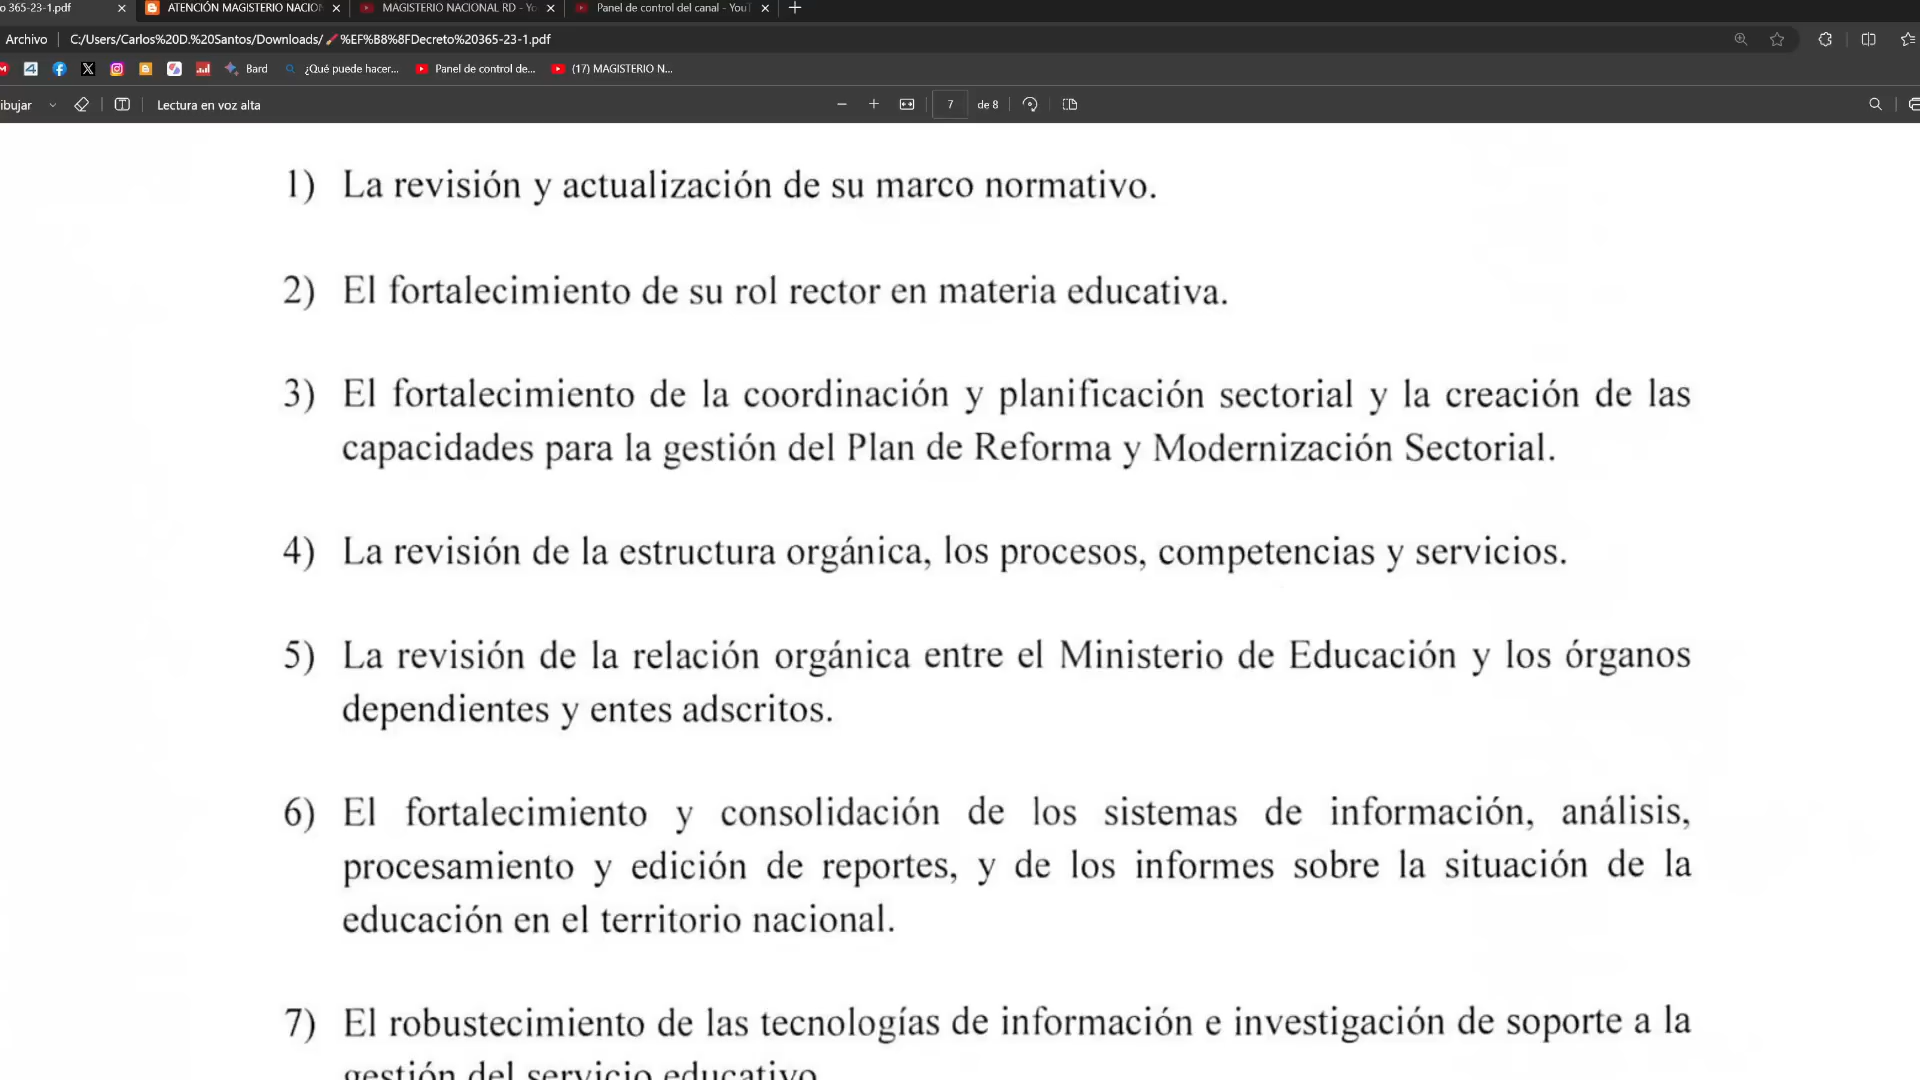 o 365-23-1.pdf
ATENCIÓN MAGISTERIO NACION
MAGISTERIO NACIONAL RD - Yo
Panel de control del canal - YouT
Archivo
C:/Users/Carlos%20D.%20Santos/Downloads/🖌%EF%B8%8FDecreto%20365-23-1.pdf
Bard
¿Qué puede hacer...
Panel de control de...
(17) MAGISTERIO N...
ibujar
Lectura en voz alta
7
de 8
1) La revisión y actualización de su marco normativo.
2) El fortalecimiento de su rol rector en materia educativa.
3) El fortalecimiento de la coordinación y planificación sectorial y la creación de las
capacidades para la gestión del Plan de Reforma y Modernización Sectorial.
4) La revisión de la estructura orgánica, los procesos, competencias y servicios.
5) La revisión de la relación orgánica entre el Ministerio de Educación y los órganos
dependientes y entes adscritos.
6) El fortalecimiento y consolidación de los sistemas de información, análisis,
procesamiento y edición de reportes, y de los informes sobre la situación de la
educación en el territorio nacional.
7) El robustecimiento de las tecnologías de información e investigación de soporte a la
gestión del servicio educativo